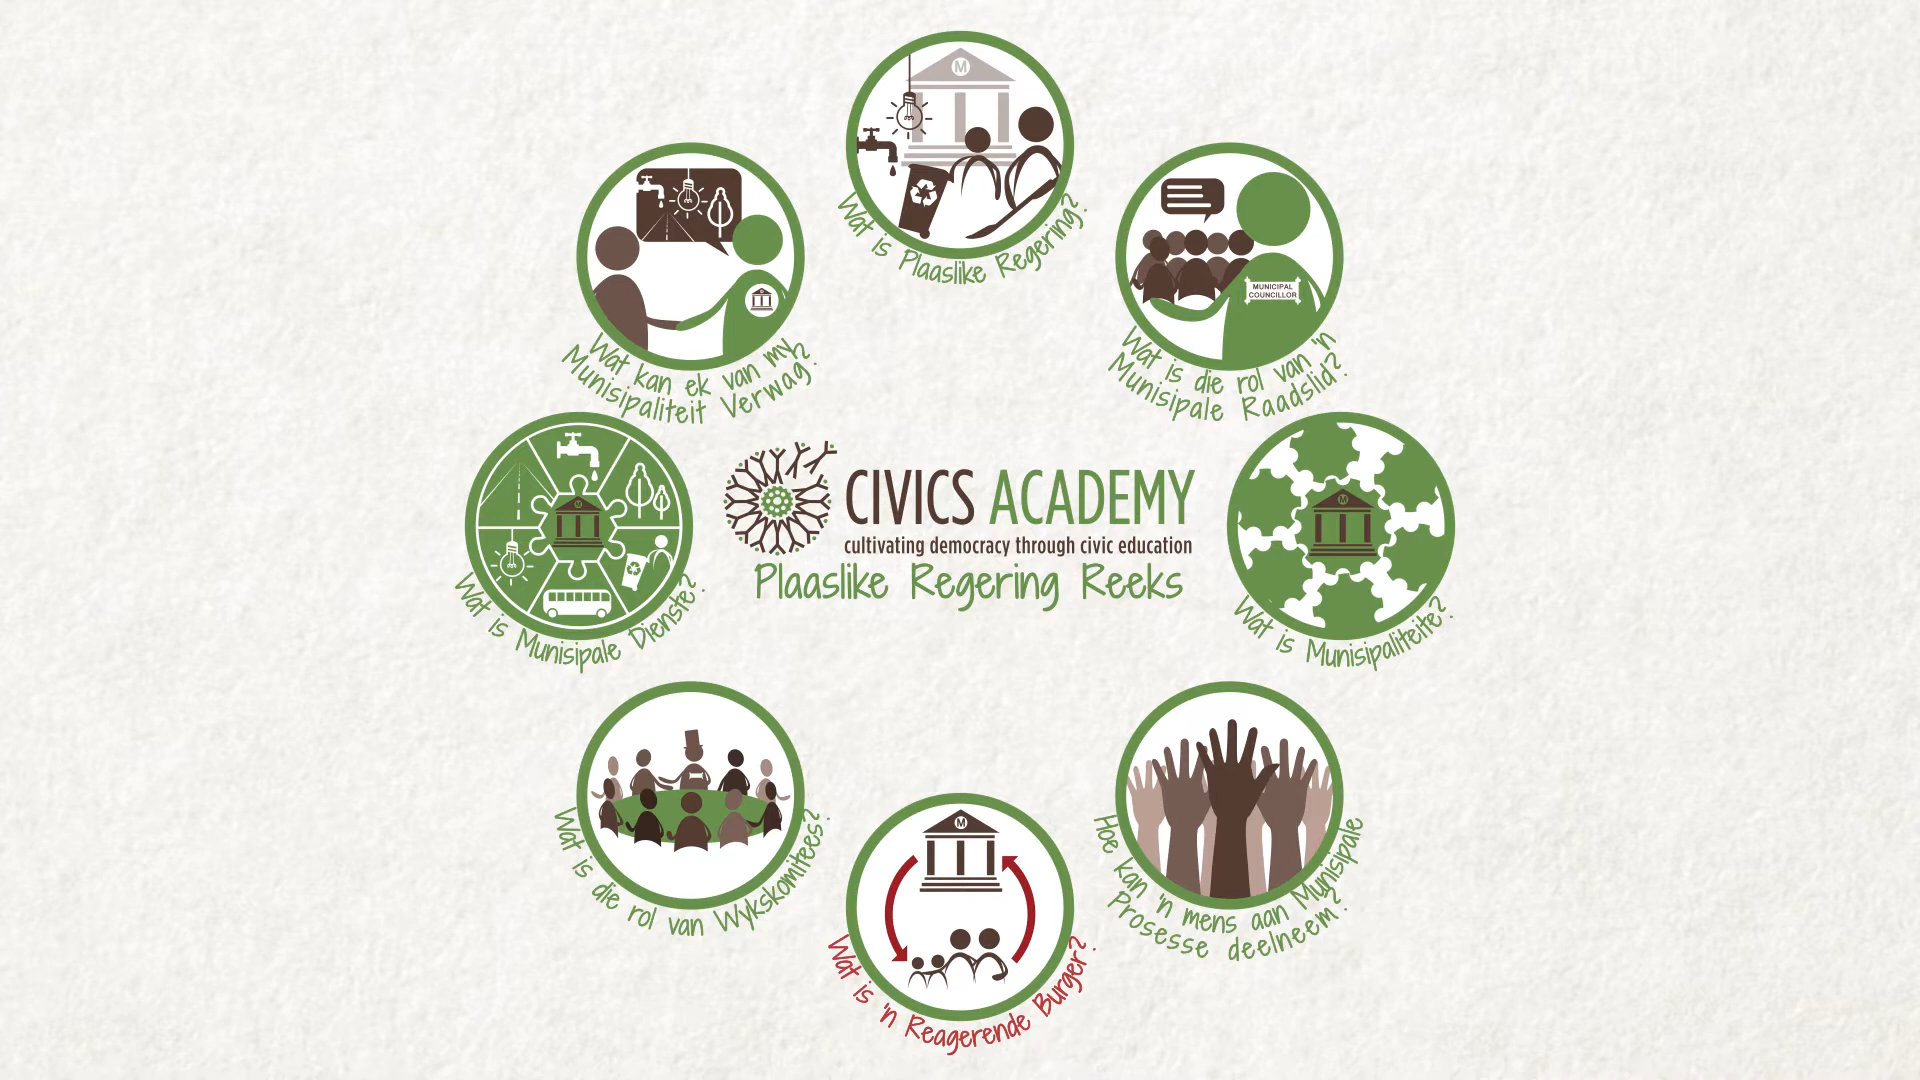 M
Wat is Plaaslike Regering?
Wat kan ek van my
Munisipaliteit Verwag?
MUNICIPAL
COUNCILLOR
Wat is die rol van 'n
Munisipale Raadslid?
M
Wat is Munisipale Dienste?
CIVICS ACADEMY
cultivating democracy through civic education
Plaaslike Regering Reeks
M
Wat is Munisipaliteite?
Wat is die rol van Wykskomitees?
M
Wat is 'n Reagerende Burger?
Hoe kan 'n mens aan Munisipale
Prosesse deelneem?